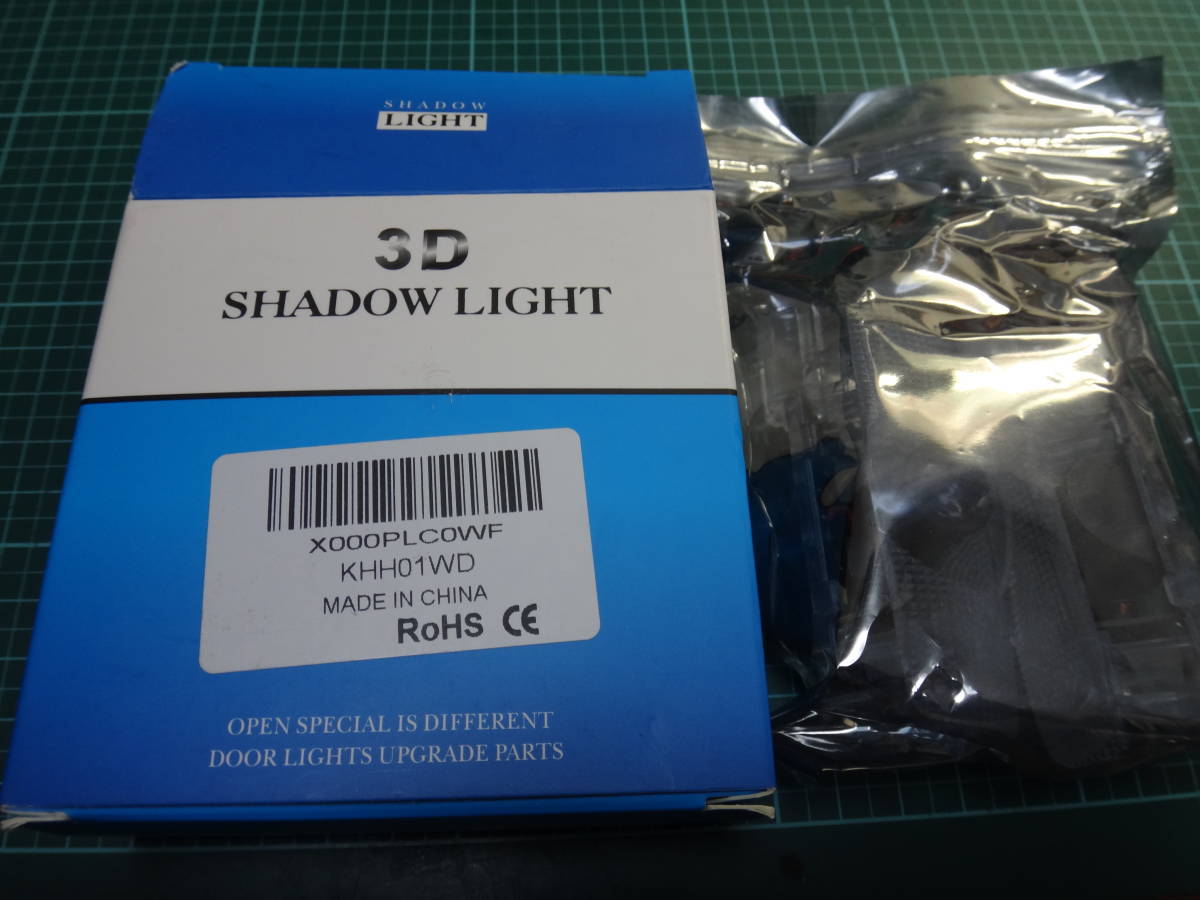 SHADOW
LIGHT
3D
SHADOW LIGHT
X000PLC0WF
KHH01WD
MADE IN CHINA
RoHS CE
OPEN SPECIAL IS DIFFERENT
DOOR LIGHTS UPGRADE PARTS